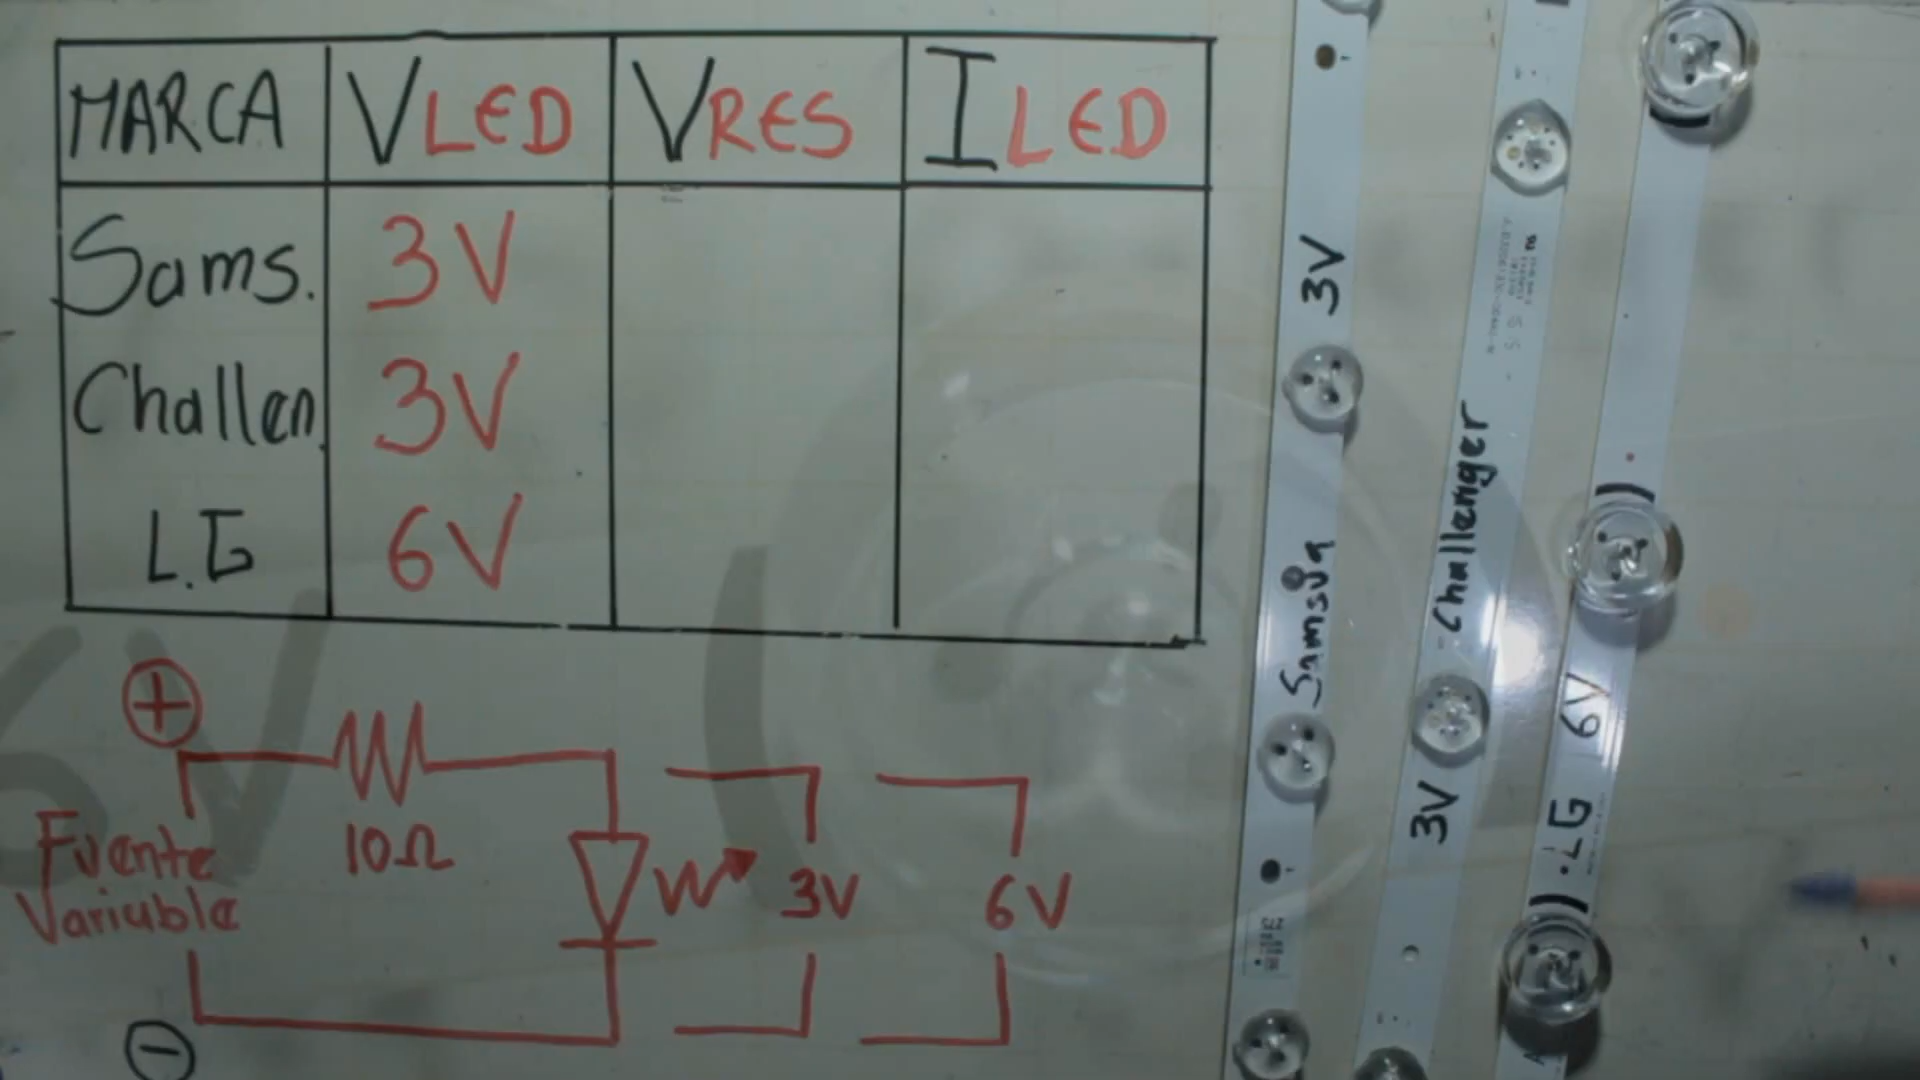 MARCA VLED VRES ILED
Sams. 3V
Challen. 3V
L.G 6V
+
10Ω
Fuente
Variable
3V
6V
-
3V
Samsug
Challenger
3V
LG 6V